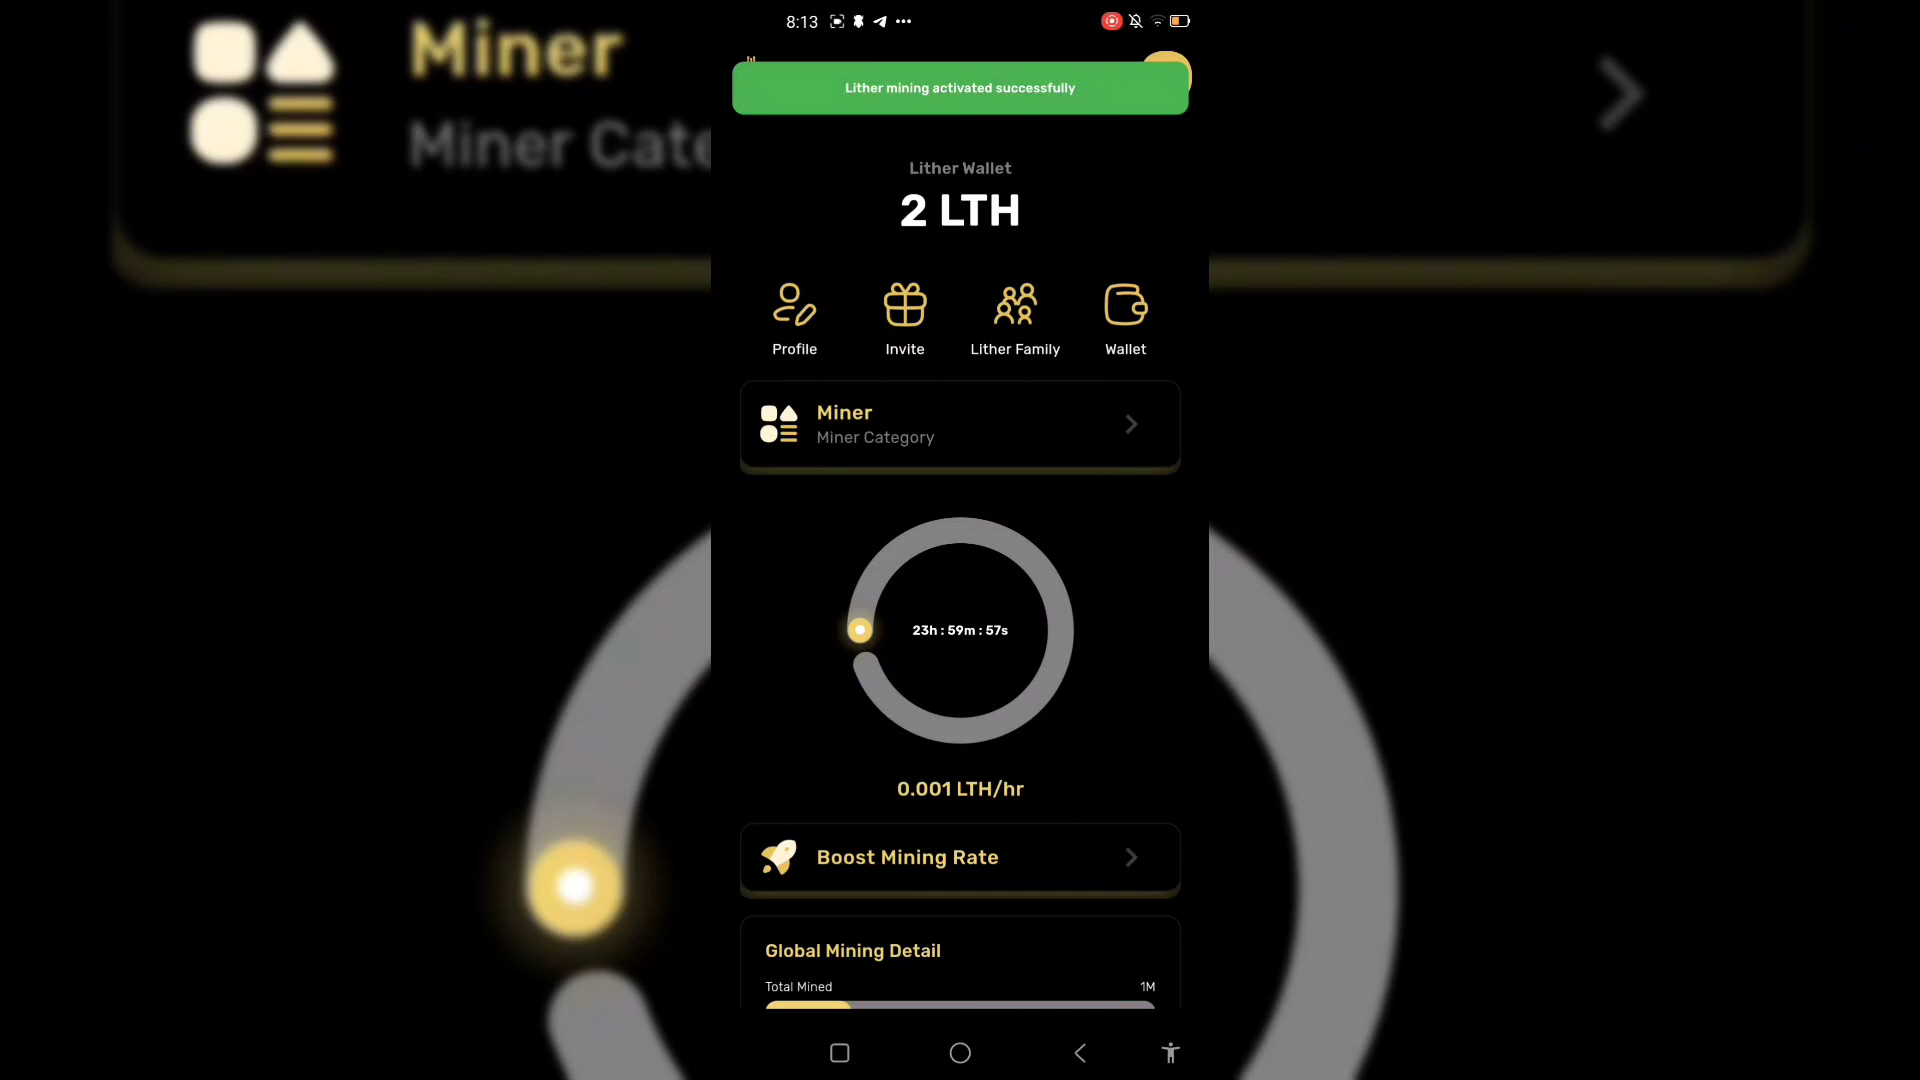 8:13
Lither mining activated successfully
Lither Wallet
2 LTH
Profile
Invite
Lither Family
Wallet
Miner
Miner Category
23h : 59m : 57s
0.001 LTH/hr
Boost Mining Rate
Global Mining Detail
Total Mined
1M
Miner
Miner Cate